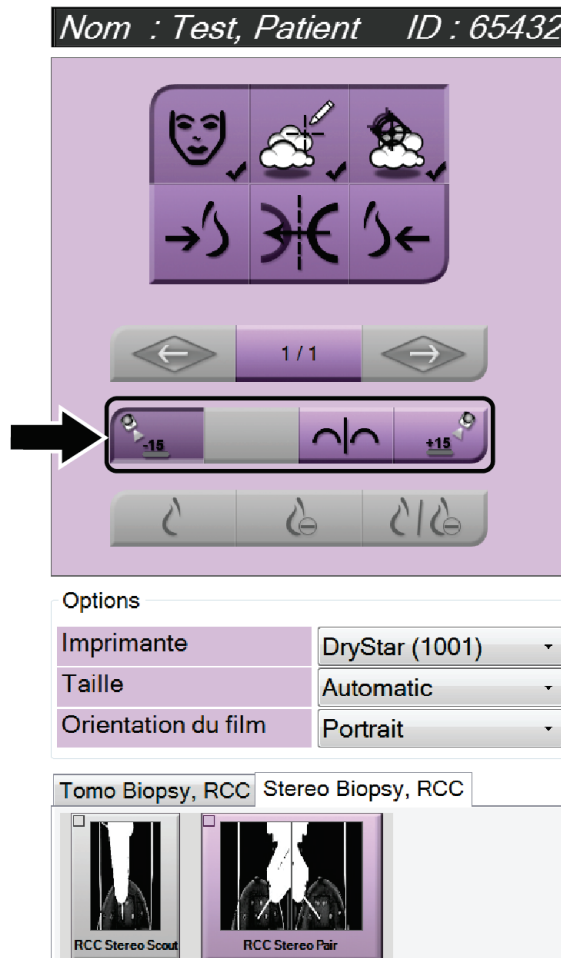 Nom : Test, Patient ID : 65432
1 / 1
-15
+15
Options
Imprimante DryStar (1001)
Taille Automatic
Orientation du film Portrait
Tomo Biopsy, RCC Stereo Biopsy, RCC
RCC Stereo Scout RCC Stereo Pair